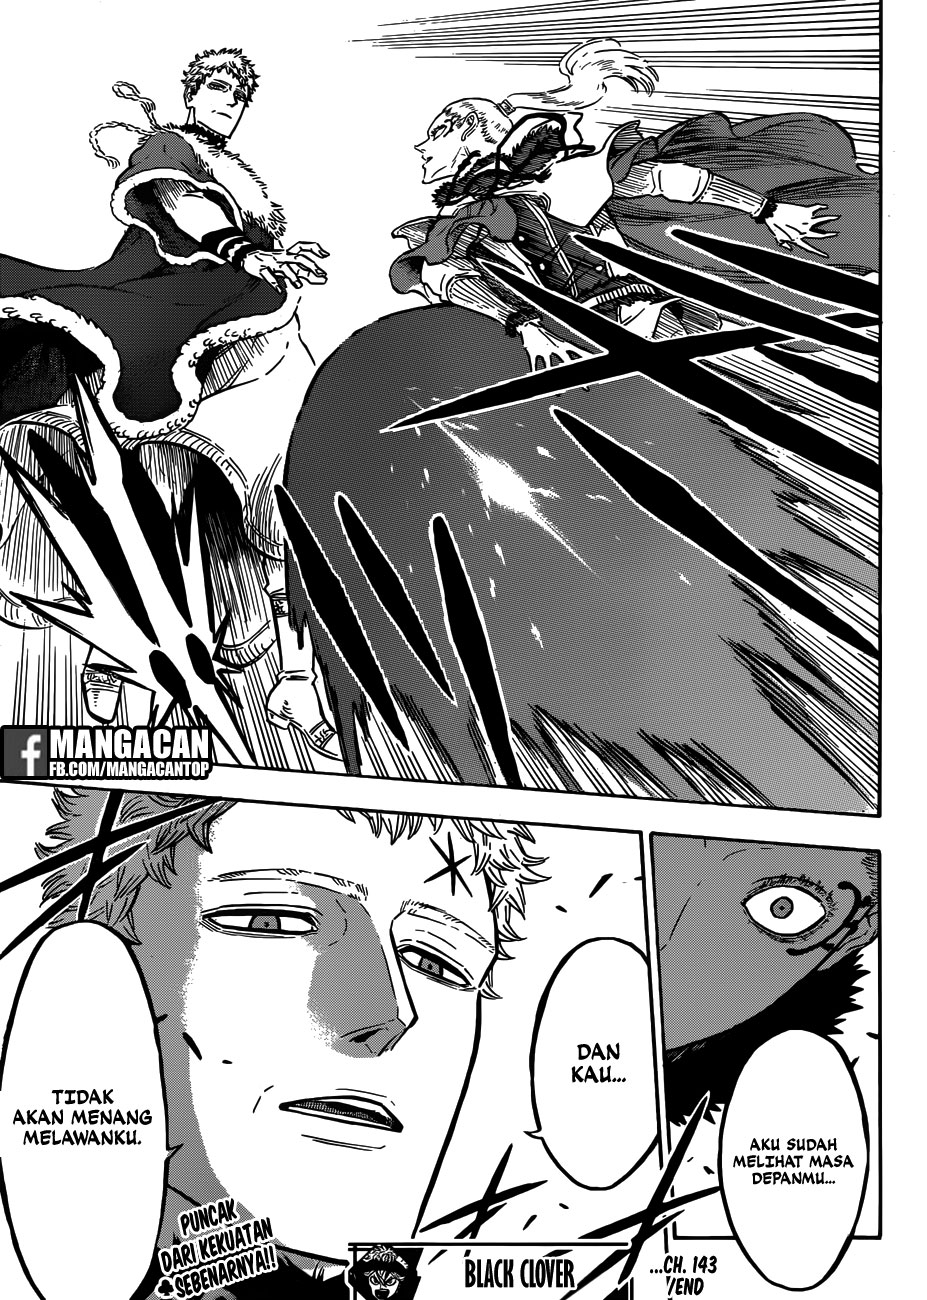 MANGACAN
FB.COM/MANGACANTOP
AKU SUDAH
MELIHAT MASA
DEPANMU...
DAN
KAU...
TIDAK
AKAN MENANG
MELAWANKU.
PUNCAK
DARI KEKUATAN
SEBENARNYA!!
BLACK CLOVER
...CH. 143
/END